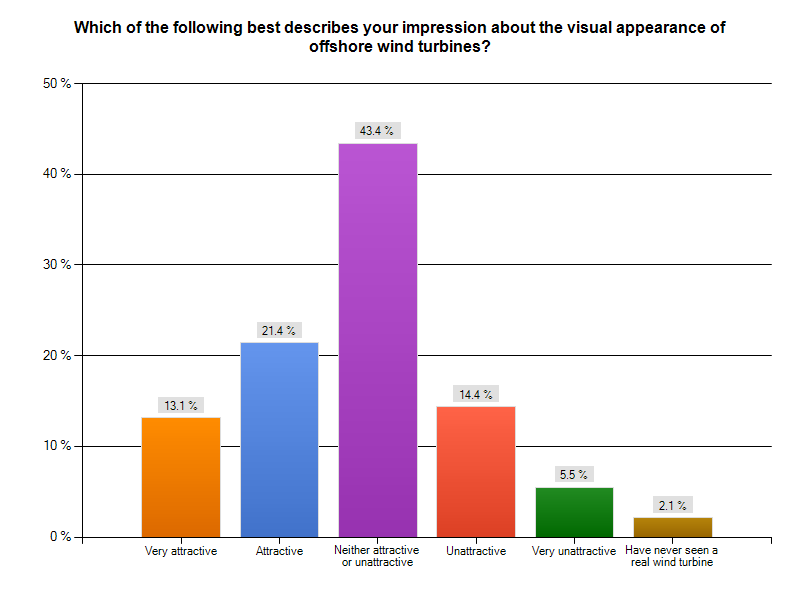 Which of the following best describes your impression about the visual appearance of
offshore wind turbines?
50 %
40 %
30 %
20 %
10 %
0 %
13.1 %
21.4 %
43.4 %
14.4 %
5.5 %
2.1 %
Very attractive
Attractive
Neither attractive
or unattractive
Unattractive
Very unattractive
Have never seen a
real wind turbine